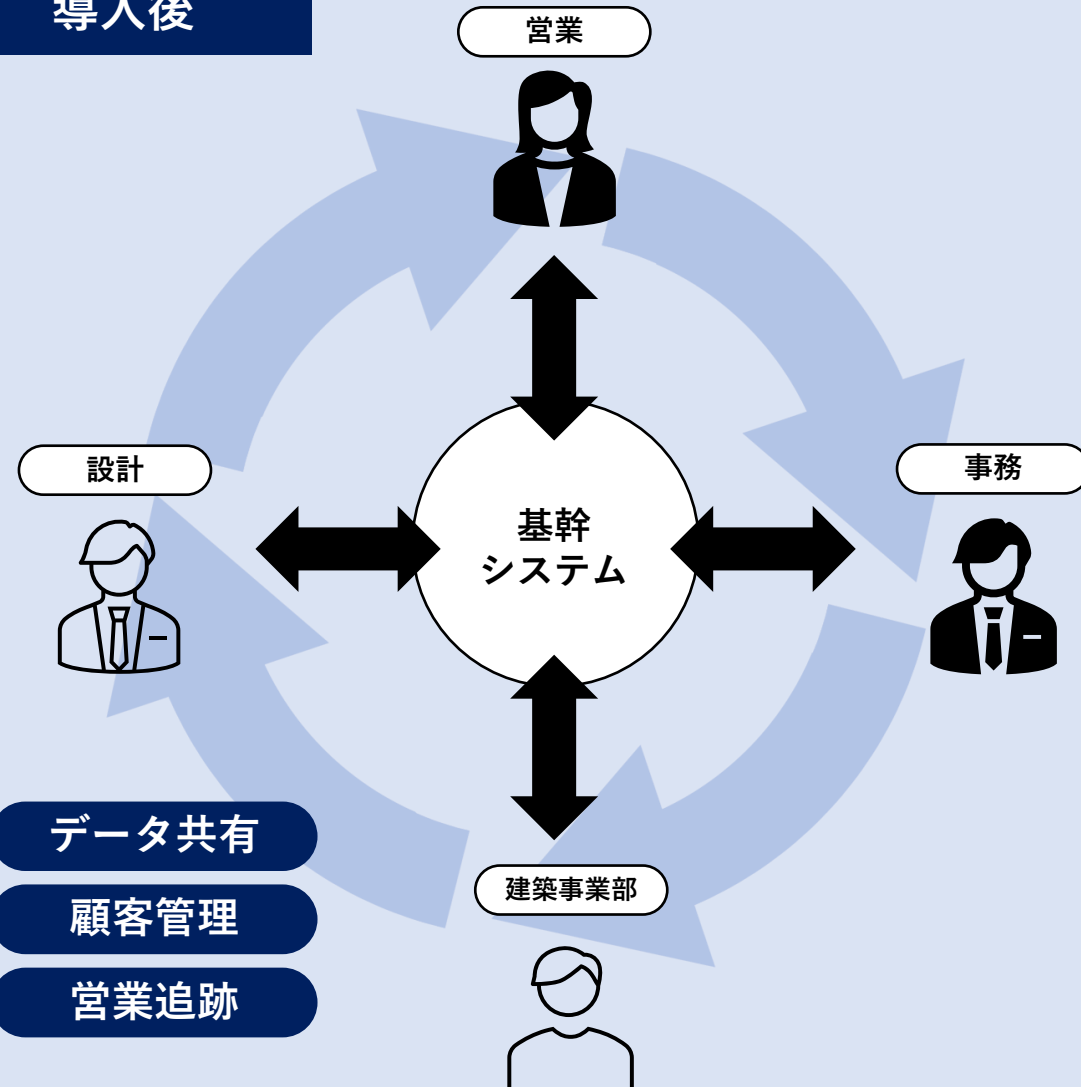 導入後
営業
設計
事務
基幹
システム
データ共有
顧客管理
営業追跡
建築事業部